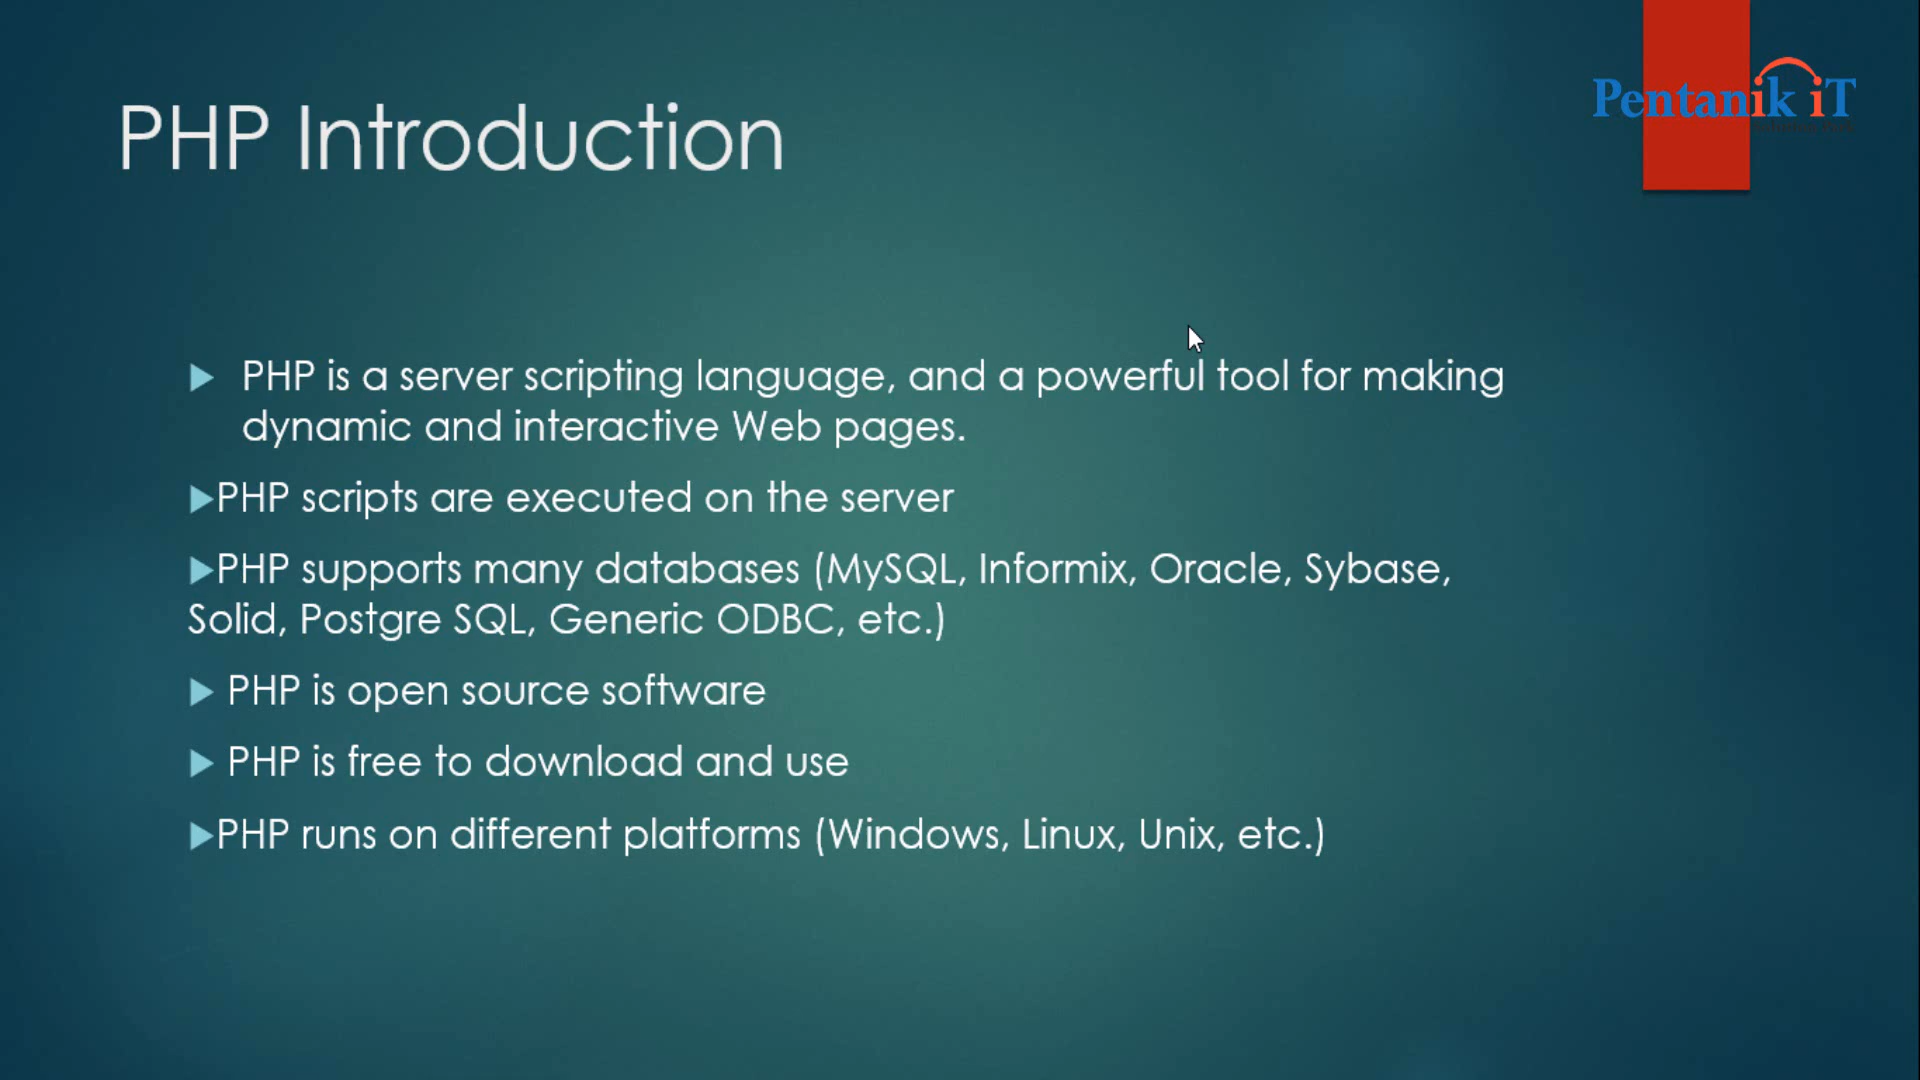 PHP Introduction
Pentanik iT
PHP is a server scripting language, and a powerful tool for making
dynamic and interactive Web pages.
PHP scripts are executed on the server
PHP supports many databases (MySQL, Informix, Oracle, Sybase,
Solid, Postgre SQL, Generic ODBC, etc.)
PHP is open source software
PHP is free to download and use
PHP runs on different platforms (Windows, Linux, Unix, etc.)